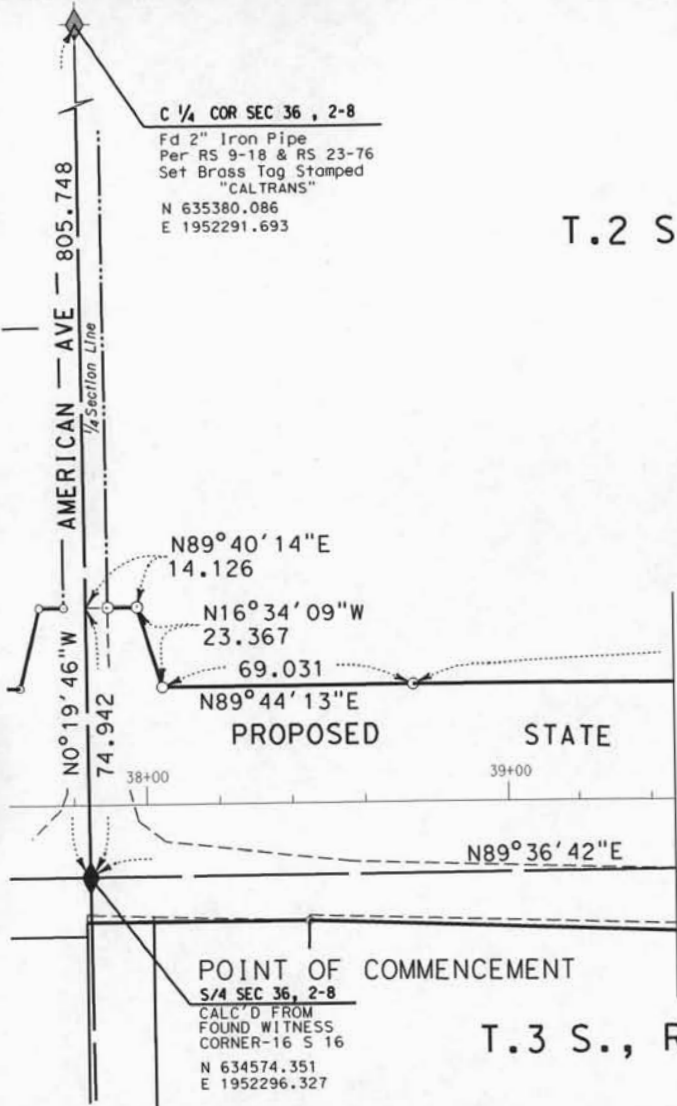 C 1/4 COR SEC 36 , 2-8
Fd 2" Iron Pipe
Per RS 9-18 & RS 23-76
Set Brass Tag Stamped
"CALTRANS"
N 635380.086
E 1952291.693
T.2 S
AMERICAN — AVE — 805.748
1/4 Section Line
N89°40'14"E
14.126
N16°34'09"W
23.367
69.031
N89°44'13"E
N0°19'46"W
74.942
PROPOSED STATE
38+00 39+00
N89°36'42"E
POINT OF COMMENCEMENT
S/4 SEC 36, 2-8
CALC'D FROM
FOUND WITNESS
CORNER-16 S 16
N 634574.351
E 1952296.327
T.3 S., R